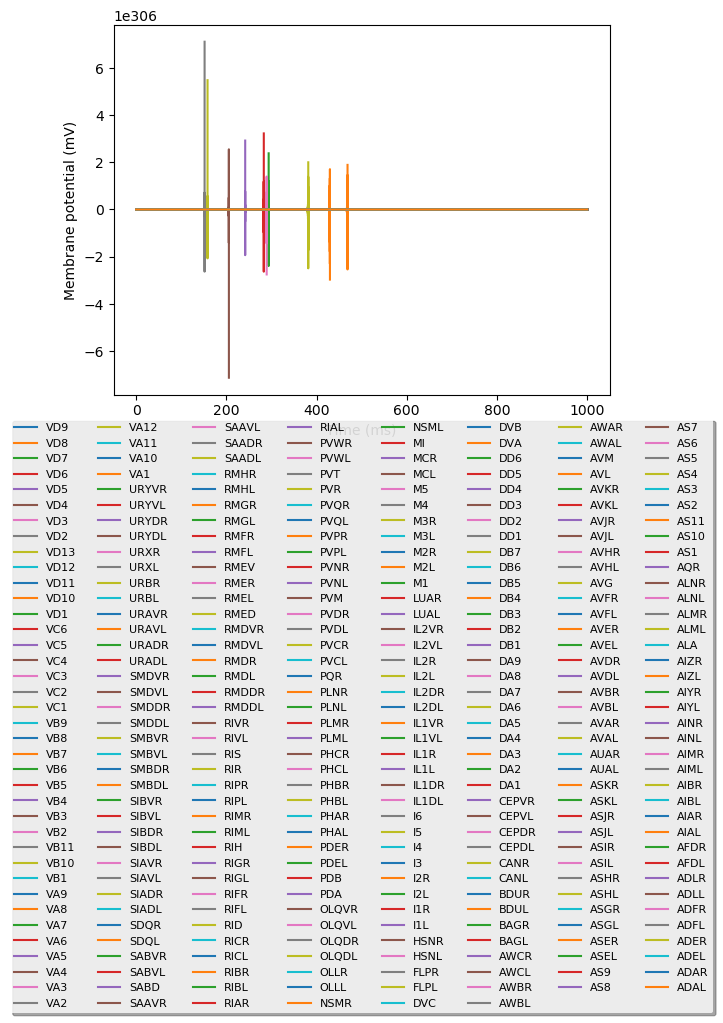 1e306
Membrane potential (mV)
6
4
2
0
−2
−4
−6
0 200 400 600 800 1000
VD9 VA12 SAAVL RIAL NSML DVB AWAR AS7
VD8 VA11 SAADR PVWR MI DVA AWAL AS6
VD7 VA10 SAADL PVWL MCR DD6 AVM AS5
VD6 VA1 RMHR PVT MCL DD5 AVL AS4
VD5 URYVR RMHL PVR M5 DD4 AVKR AS3
VD4 URYVL RMGR PVQR M4 DD3 AVKL AS2
VD3 URYDR RMGL PVQL M3R DD2 AVJR AS11
VD2 URYDL RMFR PVPR M3L DD1 AVJL AS10
VD13 URXR RMFL PVPL M2R DB7 AVHR AS1
VD12 URXL RMEV PVNR M2L DB6 AVHL AQR
VD11 URBR RMER PVNL M1 DB5 AVG ALNR
VD10 URBL RMEL PVM LUAR DB4 AVFR ALNL
VD1 URAVR RMED PVDR LUAL DB3 AVFL ALMR
VC6 URAVL RMDVR PVDL IL2VR DB2 AVER ALML
VC5 URADR RMDVL PVCR IL2VL DB1 AVEL ALA
VC4 URADL RMDR PVCL IL2R DA9 AVDR AIZR
VC3 SMDVR RMDL PQR IL2L DA8 AVDL AIZL
VC2 SMDVL RMDDR PLNR IL2DR DA7 AVBR AIYR
VC1 SMDDR RMDDL PLNL IL2DL DA6 AVBL AIYL
VB9 SMDDL RIVR PLMR IL1VR DA5 AVAR AINR
VB8 SMBVR RIVL PLML IL1VL DA4 AVAL AINL
VB7 SMBVL RIS PHCR IL1R DA3 AUAR AIMR
VB6 SMBDR RIR PHCL IL1L DA2 AUAL AIML
VB5 SMBDL RIPR PHBR IL1DR DA1 ASKR AIBR
VB4 SIBVR RIPL PHBL IL1DL CEPVR ASKL AIBL
VB3 SIBVL RIMR PHAR I6 CEPVL ASJR AIAR
VB2 SIBDR RIML PHAL I5 CEPDR ASJL AIAL
VB11 SIBDL RIH PDER I4 CEPDL ASIR AFDR
VB10 SIAVR RIGR PDEL I3 CANR ASIL AFDL
VB1 SIAVL RIGL PDB I2R CANL ASHR ADLR
VA9 SIADR RIFR PDA I2L BDUR ASHL ADLL
VA8 SIADL RIFL OLQVR I1R BDUL ASGR ADFR
VA7 SDQR RID OLQVL I1L BAGR ASGL ADFL
VA6 SDQL RICR OLQDR HSNR BAGL ASER ADER
VA5 SABVR RICL OLQDL HSNL AWCR ASEL ADEL
VA4 SABVL RIBR OLLR FLPR AWCL AS9 ADAR
VA3 SABD RIBL OLLL FLPL AWBR AS8 ADAL
VA2 SAAVR RIAR NSMR DVC AWBL